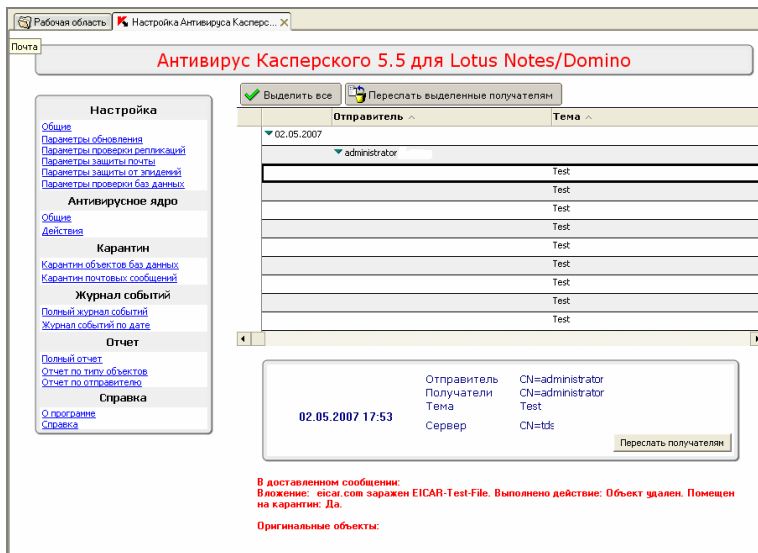 Рабочая область
Настройка Антивируса Касперс...
Почта
Антивирус Касперского 5.5 для Lotus Notes/Domino
Настройка
Общие
Параметры обновления
Параметры проверки репликаций
Параметры защиты почты
Параметры защиты от эпидемий
Параметры проверки баз данных
Антивирусное ядро
Общие
Действия
Карантин
Карантин объектов баз данных
Карантин почтовых сообщений
Журнал событий
Полный журнал событий
Журнал событий по дате
Отчет
Полный отчет
Отчет по типу объектов
Отчет по отправителю
Справка
О программе
Справка
Выделить все
Переслать выделенные получателям
Отправитель Тема
02.05.2007
administrator
Test
Test
Test
Test
Test
Test
Test
Test
Test
02.05.2007 17:53
Отправитель CN=administrator
Получатели CN=administrator
Тема Test
Сервер CN=tds
Переслать получателям
В доставленном сообщении:
Вложение: eicar.com заражен EICAR-Test-File. Выполнено действие: Объект удален. Помещен
на карантин: Да.
Оригинальные объекты: